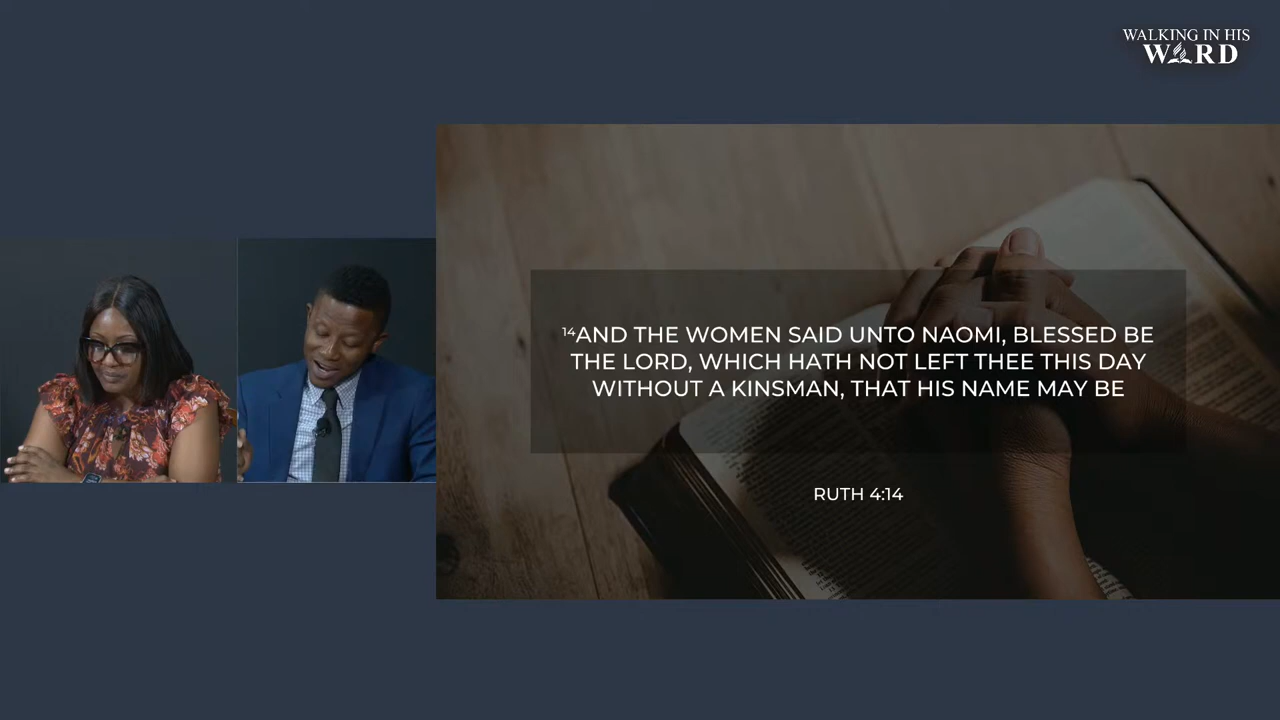 WALKING IN HIS
WORD
¹⁴AND THE WOMEN SAID UNTO NAOMI, BLESSED BE
THE LORD, WHICH HATH NOT LEFT THEE THIS DAY
WITHOUT A KINSMAN, THAT HIS NAME MAY BE
RUTH 4:14